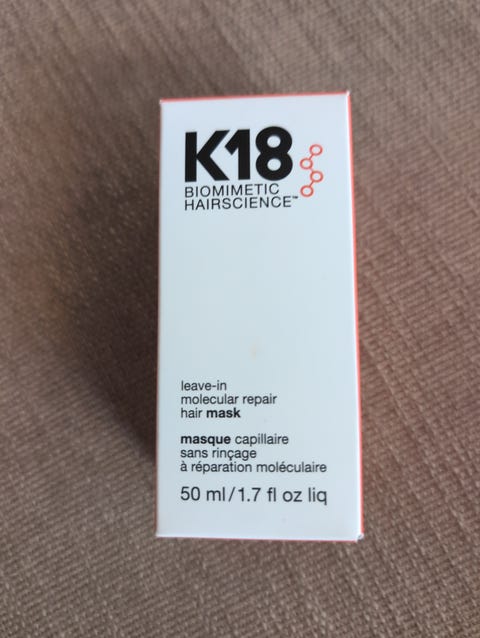 K18
BIOMIMETIC
HAIRSCIENCE™
leave-in
molecular repair
hair mask
masque capillaire
sans rinçage
à réparation moléculaire
50 ml/1.7 fl oz liq